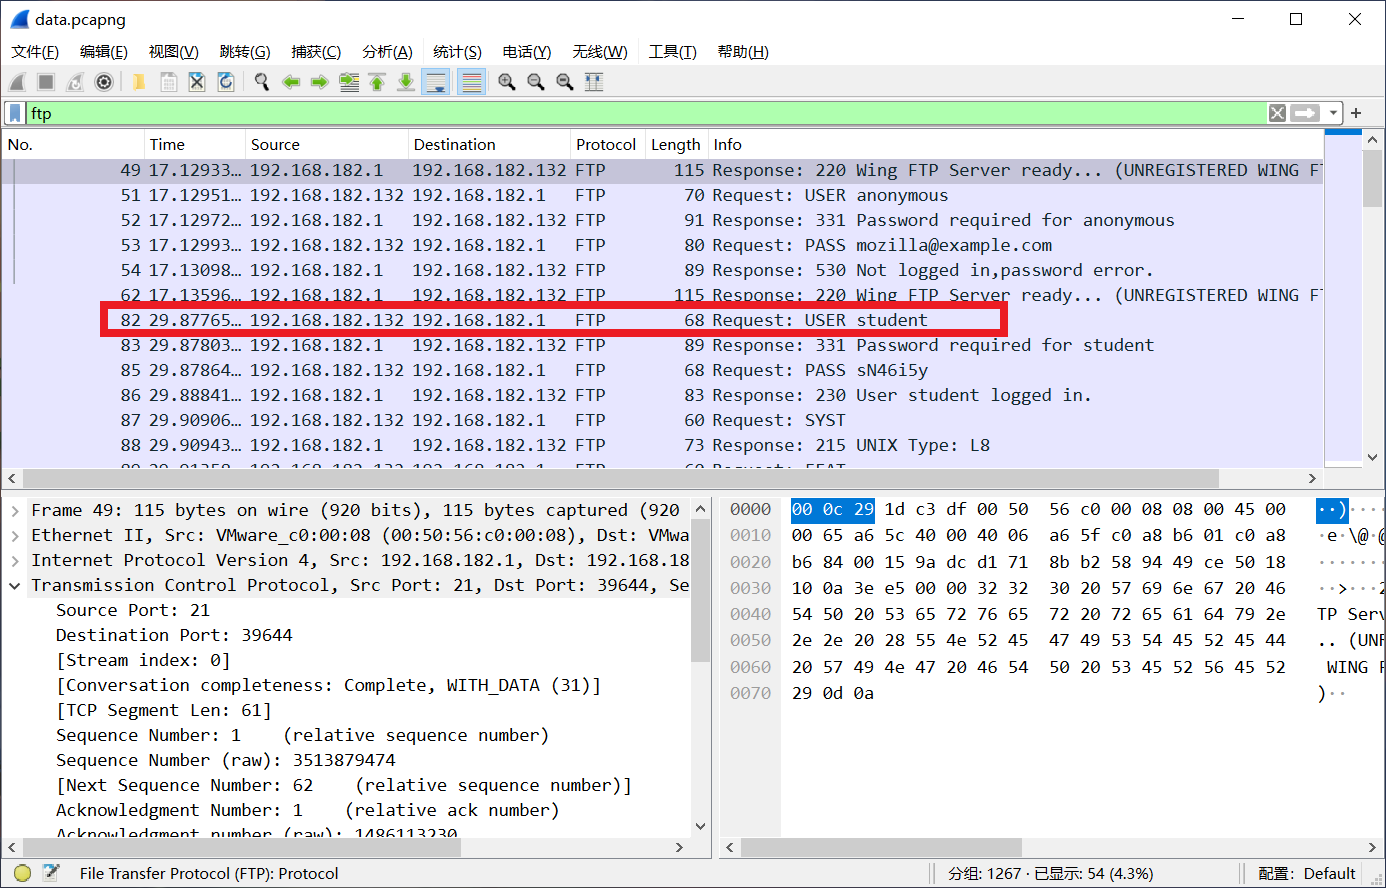 data.pcapng
文件(F) 编辑(E) 视图(V) 跳转(G) 捕获(C) 分析(A) 统计(S) 电话(Y) 无线(W) 工具(T) 帮助(H)
ftp
No. Time Source Destination Protocol Length Info
49 17.12933… 192.168.182.1 192.168.182.132 FTP 115 Response: 220 Wing FTP Server ready... (UNREGISTERED WING FT
51 17.12951… 192.168.182.132 192.168.182.1 FTP 70 Request: USER anonymous
52 17.12972… 192.168.182.1 192.168.182.132 FTP 91 Response: 331 Password required for anonymous
53 17.12993… 192.168.182.132 192.168.182.1 FTP 80 Request: PASS mozilla@example.com
54 17.13098… 192.168.182.1 192.168.182.132 FTP 89 Response: 530 Not logged in,password error.
62 17.13596… 192.168.182.1 192.168.182.132 FTP 115 Response: 220 Wing FTP Server ready... (UNREGISTERED WING FT
82 29.87765… 192.168.182.132 192.168.182.1 FTP 68 Request: USER student
83 29.87803… 192.168.182.1 192.168.182.132 FTP 89 Response: 331 Password required for student
85 29.87864… 192.168.182.132 192.168.182.1 FTP 68 Request: PASS sN46i5y
86 29.88841… 192.168.182.1 192.168.182.132 FTP 83 Response: 230 User student logged in.
87 29.90906… 192.168.182.132 192.168.182.1 FTP 60 Request: SYST
88 29.90943… 192.168.182.1 192.168.182.132 FTP 73 Response: 215 UNIX Type: L8
Frame 49: 115 bytes on wire (920 bits), 115 bytes captured (920
Ethernet II, Src: VMware_c0:00:08 (00:50:56:c0:00:08), Dst: VMwa
Internet Protocol Version 4, Src: 192.168.182.1, Dst: 192.168.18
Transmission Control Protocol, Src Port: 21, Dst Port: 39644, Se
Source Port: 21
Destination Port: 39644
[Stream index: 0]
[Conversation completeness: Complete, WITH_DATA (31)]
[TCP Segment Len: 61]
Sequence Number: 1 (relative sequence number)
Sequence Number (raw): 3513879474
[Next Sequence Number: 62 (relative sequence number)]
Acknowledgment Number: 1 (relative ack number)
Acknowledgment number (raw): 1486113230
0000 00 0c 29 1d c3 df 00 50 56 c0 00 08 08 00 45 00 ··)····
0010 00 65 a6 5c 40 00 40 06 a6 5f c0 a8 b6 01 c0 a8 ·e·\@·@
0020 b6 84 00 15 9a dc d1 71 8b b2 58 94 49 ce 50 18 ·······
0030 10 0a 3e e5 00 00 32 32 30 20 57 69 6e 67 20 46 ··>···2
0040 54 50 20 53 65 72 76 65 72 20 72 65 61 64 79 2e TP Serv
0050 2e 2e 20 28 55 4e 52 45 47 49 53 54 45 52 45 44 .. (UNR
0060 20 57 49 4e 47 20 46 54 50 20 53 45 52 56 45 52 WING F
0070 29 0d 0a )··
File Transfer Protocol (FTP): Protocol 分组: 1267 · 已显示: 54 (4.3%) 配置: Default